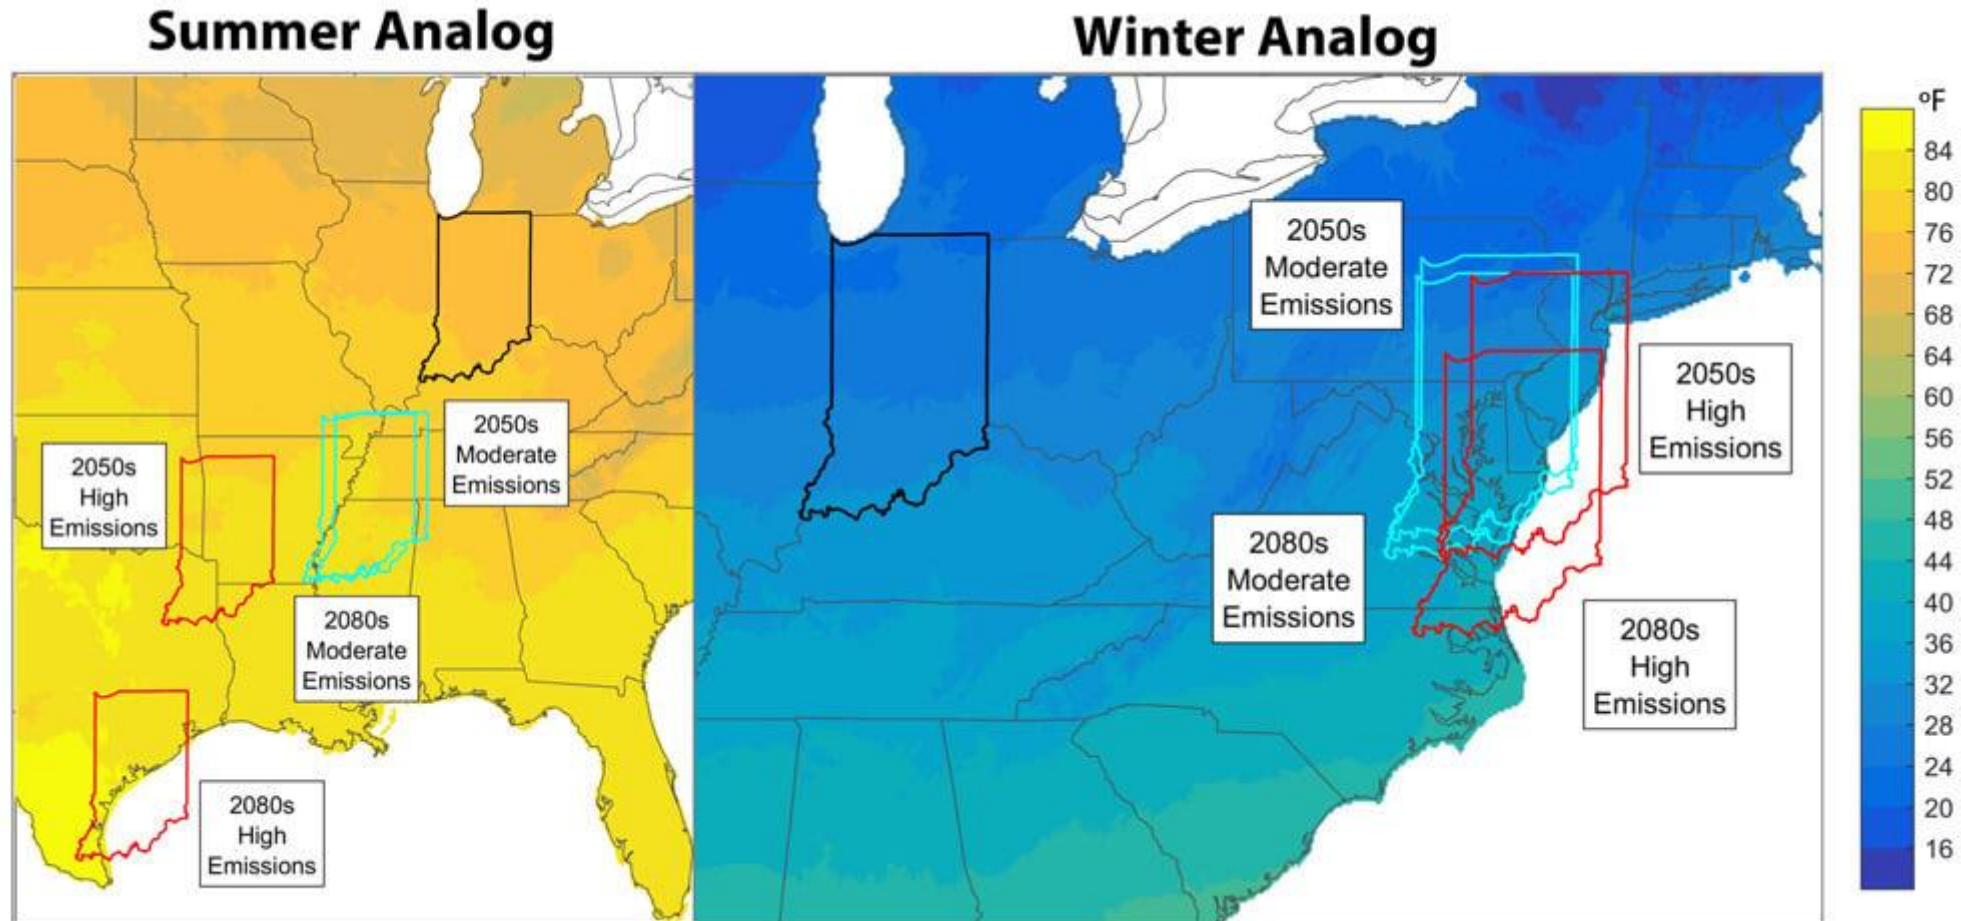 Summer Analog
Winter Analog
2050s
High
Emissions
2050s
Moderate
Emissions
2080s
Moderate
Emissions
2080s
High
Emissions
2050s
Moderate
Emissions
2050s
High
Emissions
2080s
Moderate
Emissions
2080s
High
Emissions
ºF
84
80
76
72
68
64
60
56
52
48
44
40
36
32
28
24
20
16